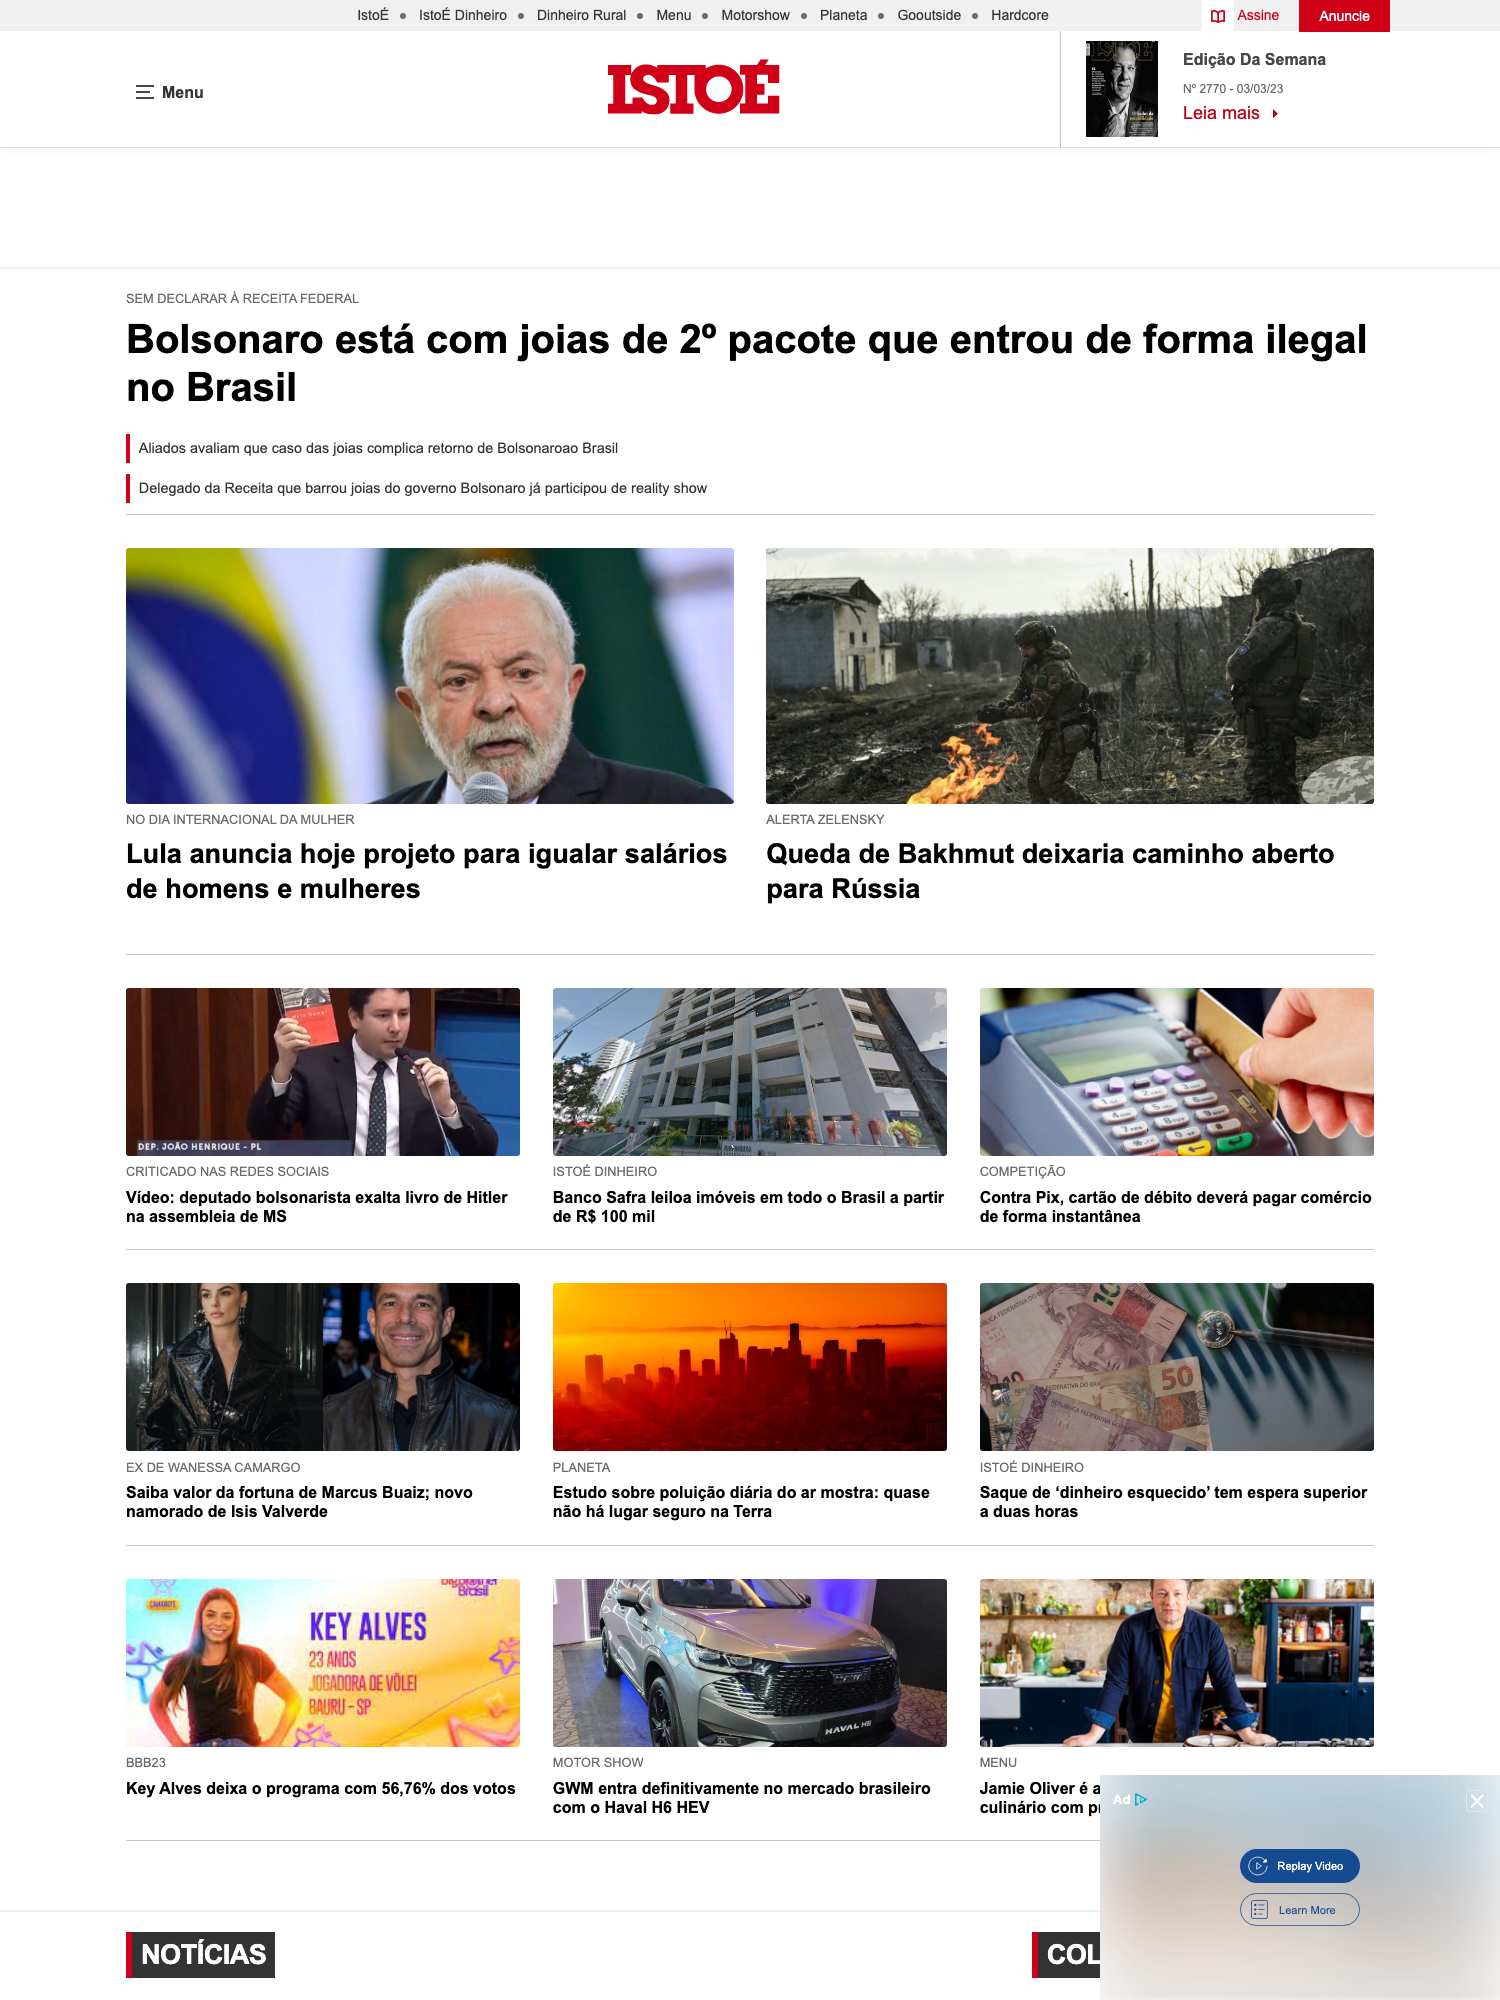 IstoÉ • IstoÉ Dinheiro • Dinheiro Rural • Menu • Motorshow • Planeta • Gooutside • Hardcore
Assine
Anuncie
Menu
ISTOÉ
Edição Da Semana
Nº 2770 - 03/03/23
Leia mais
SEM DECLARAR À RECEITA FEDERAL
Bolsonaro está com joias de 2º pacote que entrou de forma ilegal
no Brasil
Aliados avaliam que caso das joias complica retorno de Bolsonaroao Brasil
Delegado da Receita que barrou joias do governo Bolsonaro já participou de reality show
NO DIA INTERNACIONAL DA MULHER
Lula anuncia hoje projeto para igualar salários
de homens e mulheres
ALERTA ZELENSKY
Queda de Bakhmut deixaria caminho aberto
para Rússia
DEP. JOÃO HENRIQUE - PL
CRITICADO NAS REDES SOCIAIS
Vídeo: deputado bolsonarista exalta livro de Hitler
na assembleia de MS
ISTOÉ DINHEIRO
Banco Safra leiloa imóveis em todo o Brasil a partir
de R$ 100 mil
COMPETIÇÃO
Contra Pix, cartão de débito deverá pagar comércio
de forma instantânea
EX DE WANESSA CAMARGO
Saiba valor da fortuna de Marcus Buaiz; novo
namorado de Isis Valverde
PLANETA
Estudo sobre poluição diária do ar mostra: quase
não há lugar seguro na Terra
50
ISTOÉ DINHEIRO
Saque de ‘dinheiro esquecido’ tem espera superior
a duas horas
CAMAROTE
Brasil
KEY ALVES
23 ANOS
JOGADORA DE VÔLEI
BAURU - SP
BBB23
Key Alves deixa o programa com 56,76% dos votos
HAVAL H6
MOTOR SHOW
GWM entra definitivamente no mercado brasileiro
com o Haval H6 HEV
MENU
Jamie Oliver é a
culinário com pr
Ad
Replay Video
Learn More
NOTÍCIAS
COL